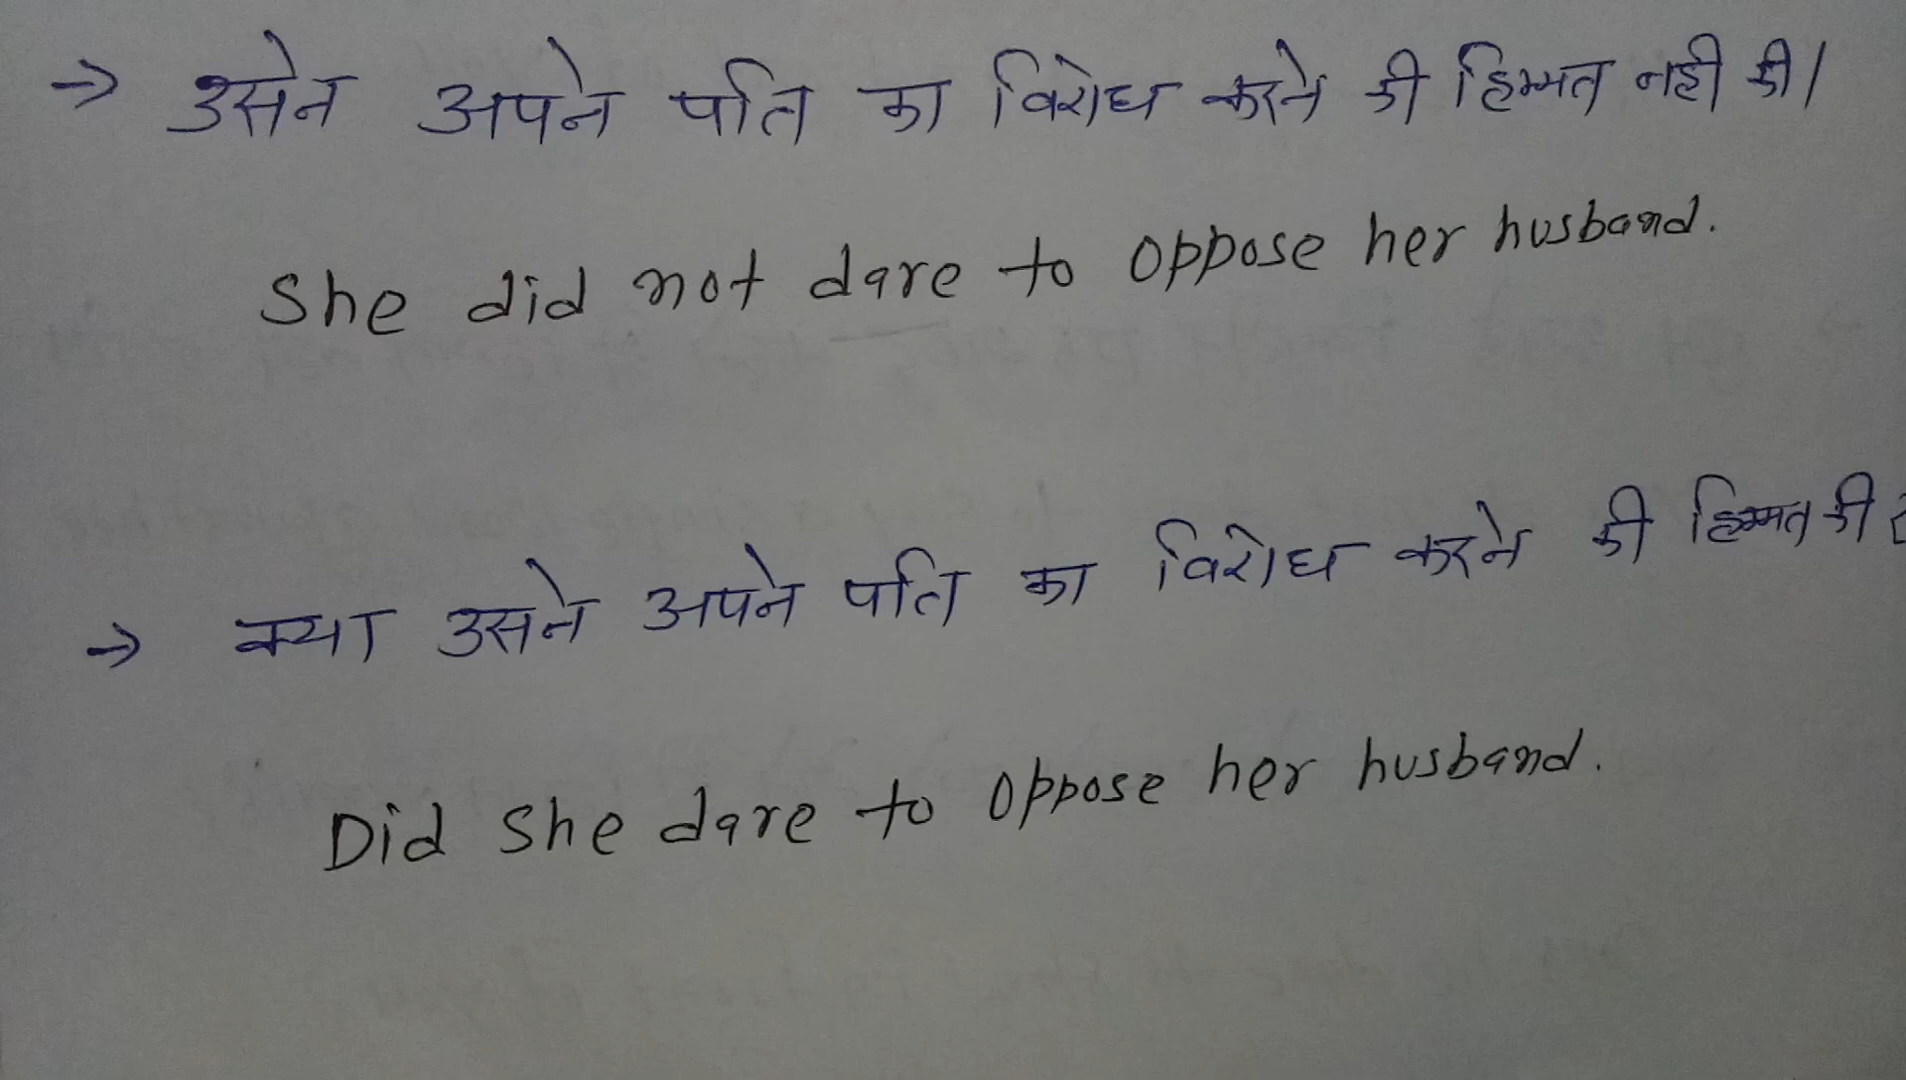 → उसने अपने पति का विरोध करने की हिम्मत नही की।
She did not dare to oppose her husband.
→ क्या उसने अपने पति का विरोध करने की हिम्मत की
Did she dare to oppose her husband.